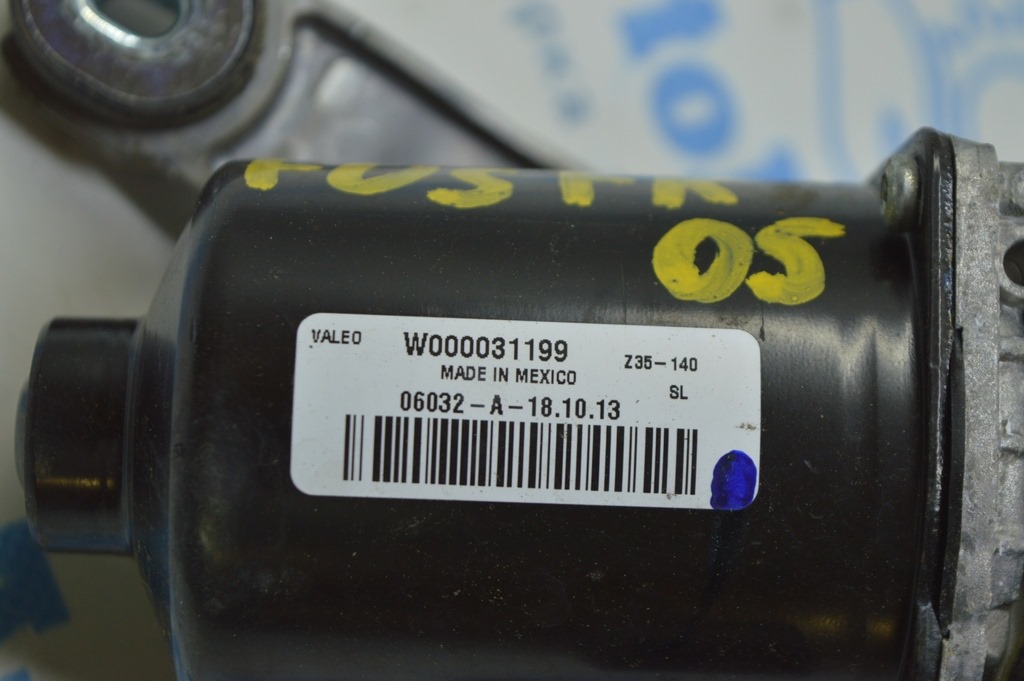 05
VALEO W000031199 Z35-140
MADE IN MEXICO SL
06032-A-18.10.13